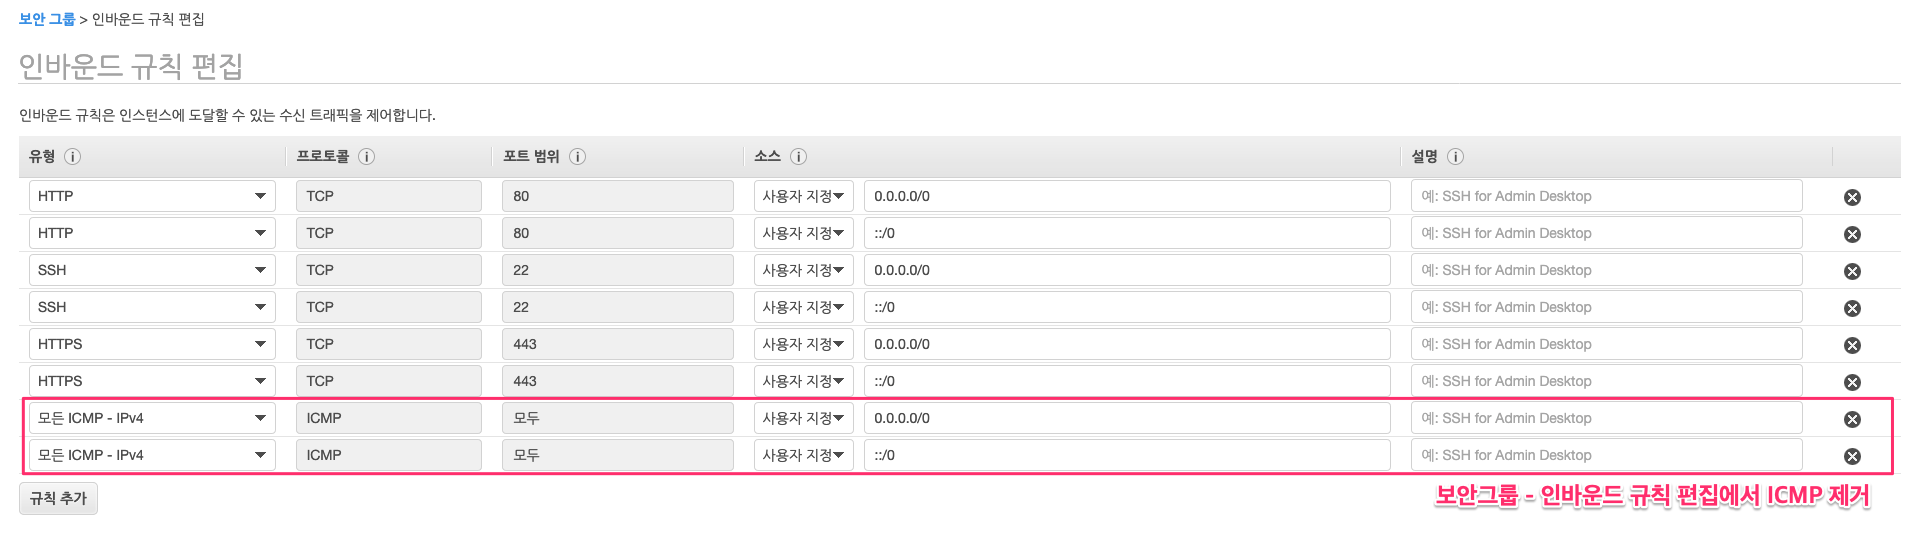 보안 그룹 > 인바운드 규칙 편집
인바운드 규칙 편집
인바운드 규칙은 인스턴스에 도달할 수 있는 수신 트래픽을 제어합니다.
유형 i 프로토콜 i 포트 범위 i 소스 i 설명 i
HTTP TCP 80 사용자 지정 0.0.0.0/0 예: SSH for Admin Desktop
HTTP TCP 80 사용자 지정 ::/0 예: SSH for Admin Desktop
SSH TCP 22 사용자 지정 0.0.0.0/0 예: SSH for Admin Desktop
SSH TCP 22 사용자 지정 ::/0 예: SSH for Admin Desktop
HTTPS TCP 443 사용자 지정 0.0.0.0/0 예: SSH for Admin Desktop
HTTPS TCP 443 사용자 지정 ::/0 예: SSH for Admin Desktop
모든 ICMP - IPv4 ICMP 모두 사용자 지정 0.0.0.0/0 예: SSH for Admin Desktop
모든 ICMP - IPv4 ICMP 모두 사용자 지정 ::/0 예: SSH for Admin Desktop
규칙 추가
보안그룹 - 인바운드 규칙 편집에서 ICMP 제거